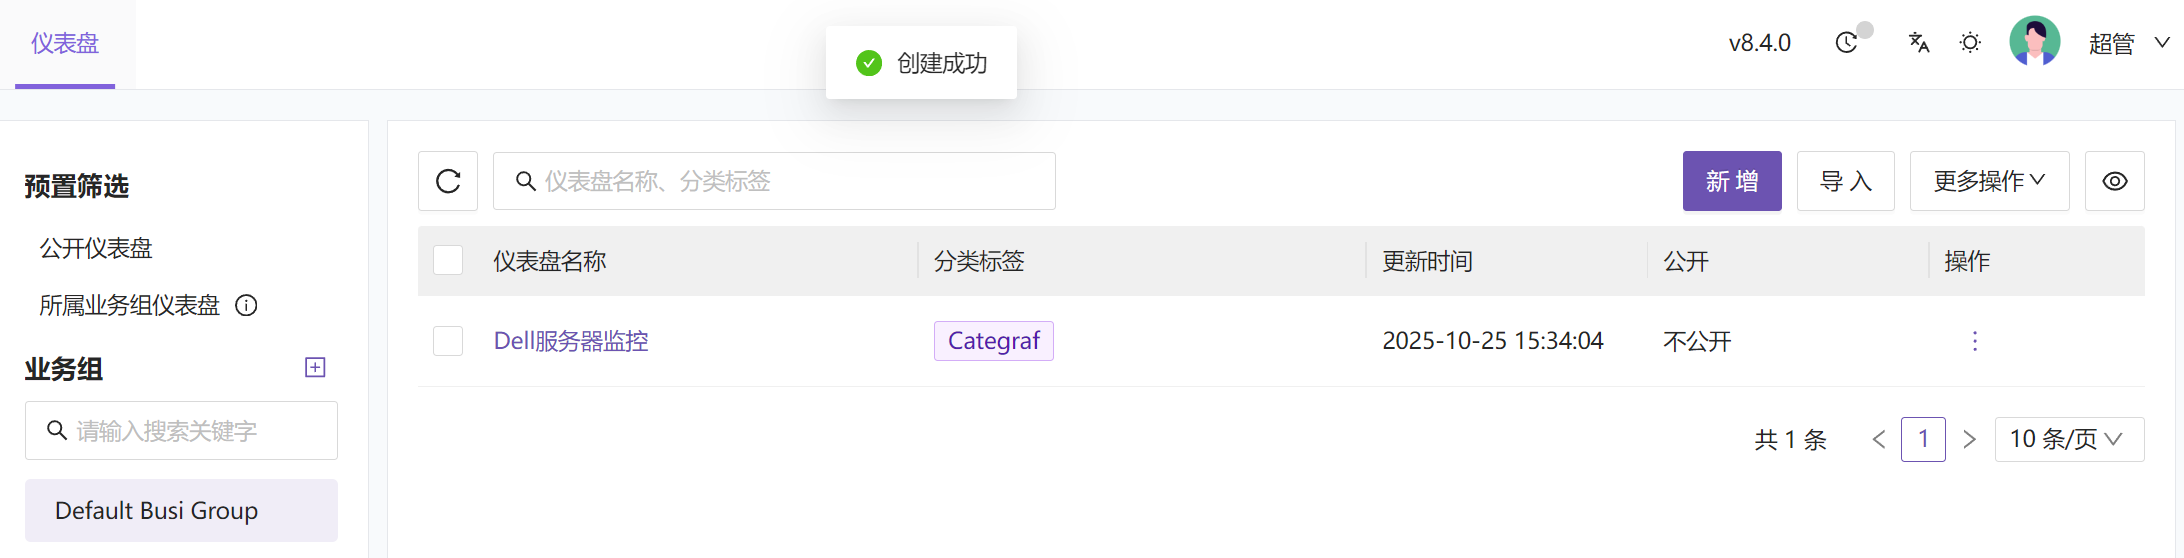 仪表盘
创建成功
v8.4.0
超管
预置筛选
公开仪表盘
所属业务组仪表盘
业务组
请输入搜索关键字
Default Busi Group
仪表盘名称、分类标签
新增
导入
更多操作
仪表盘名称 分类标签 更新时间 公开 操作
Dell服务器监控 Categraf 2025-10-25 15:34:04 不公开
共 1 条 1 10 条/页